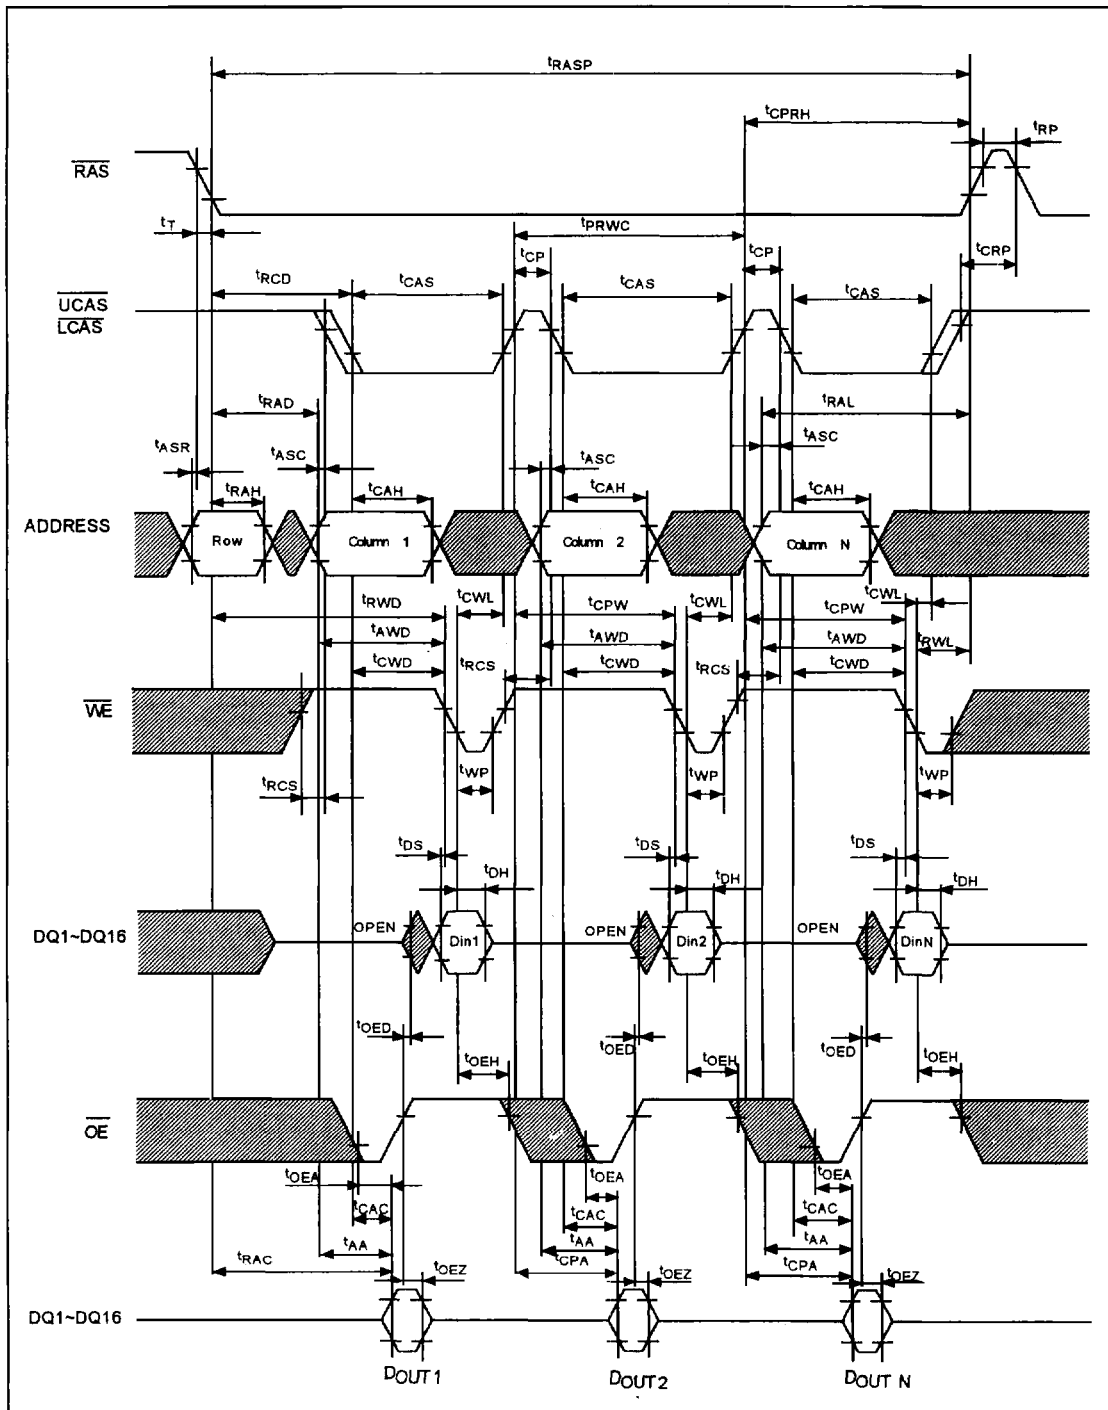 tRASP
tCPRH
tRP
RAS
tT
tPRWC
tCRP
tCP
tCP
tRCD
tCAS
tCAS
tCAS
UCAS
LCAS
tRAD
tRAL
tASR
tASC
tASC
tASC
tRAH
tCAH
tCAH
tCAH
ADDRESS
Row
Column 1
Column 2
Column N
tRWD
tCWL
tCPW
tCWL
tCPW
tCWL
tAWD
tAWD
tAWD
tRWL
tCWD
tRCS
tCWD
tRCS
tCWD
WE
tRCS
tWP
tWP
tWP
tDS
tDS
tDS
tDH
tDH
tDH
DQ1~DQ16
OPEN
Din1
OPEN
Din2
OPEN
DinN
tOED
tOED
tOED
tOEH
tOEH
tOEH
OE
tOEA
tOEA
tOEA
tCAC
tCAC
tCAC
tAA
tAA
tAA
tRAC
tCPA
tCPA
tOEZ
tOEZ
tOEZ
DQ1~DQ16
DOUT1
DOUT2
DOUT N